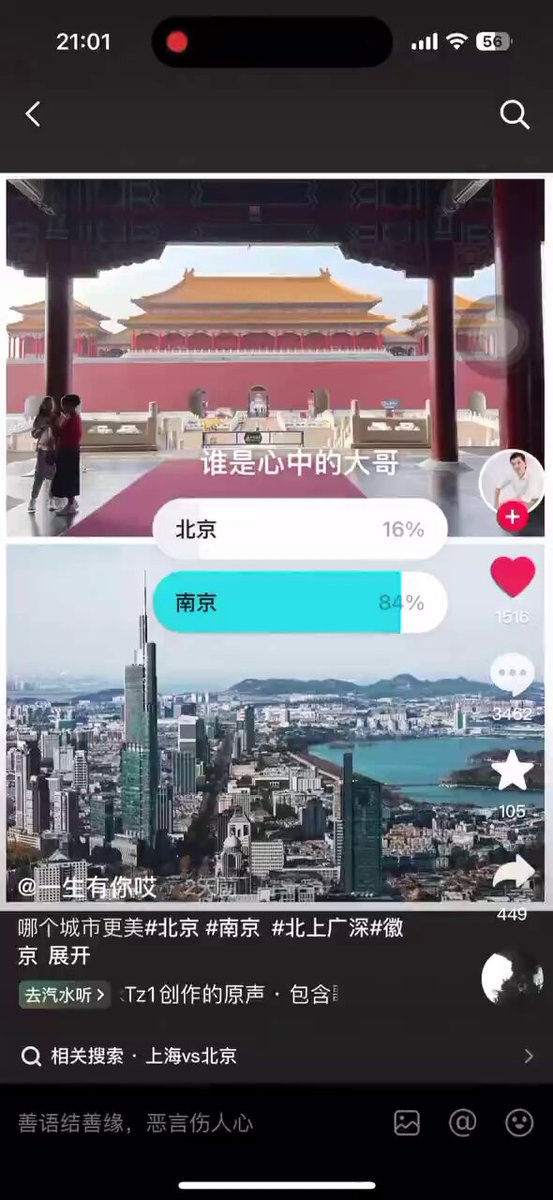 21:01
56
谁是心中的大哥
北京 16%
南京 84%
1516
3462
105
449
@一生有你哎 · 2天前
哪个城市更美#北京 #南京 #北上广深#徽
京 展开
去汽水听 Tz1创作的原声 · 包含
相关搜索 · 上海vs北京
善语结善缘，恶言伤人心
@